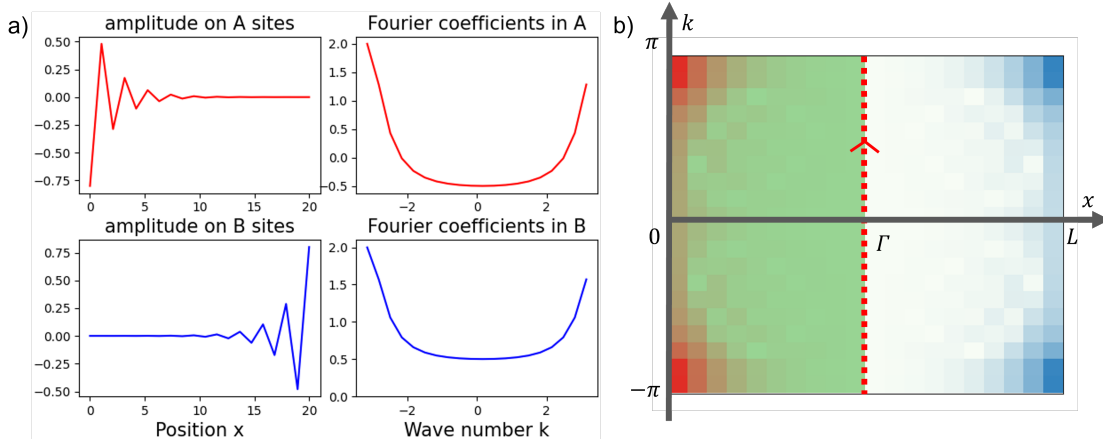 a)
amplitude on A sites
0.50
0.25
0.00
−0.25
−0.50
−0.75
0 5 10 15 20
Fourier coefficients in A
2.0
1.5
1.0
0.5
0.0
−0.5
−2 0 2
amplitude on B sites
0.75
0.50
0.25
0.00
−0.25
−0.50
0 5 10 15 20
Position x
Fourier coefficients in B
2.0
1.5
1.0
0.5
0.0
−2 0 2
Wave number k
b)
k
π
x
0
Γ
L
−π